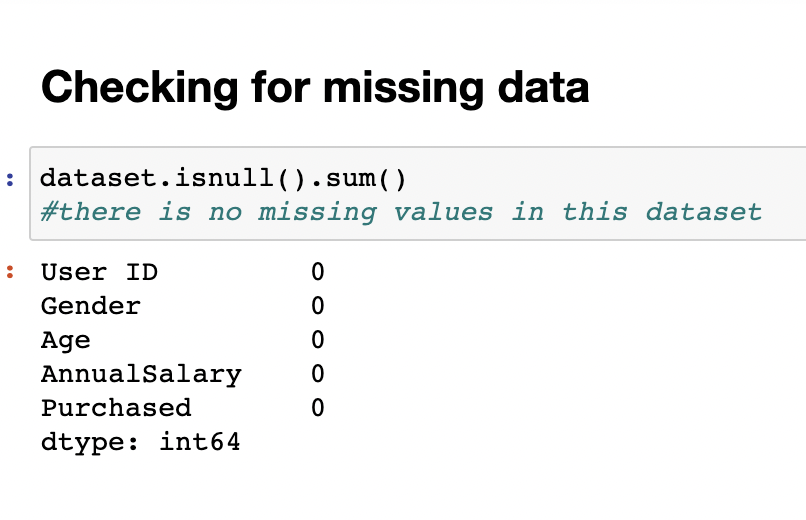 Checking for missing data
: dataset.isnull().sum()
#there is no missing values in this dataset
: User ID 0
Gender 0
Age 0
AnnualSalary 0
Purchased 0
dtype: int64